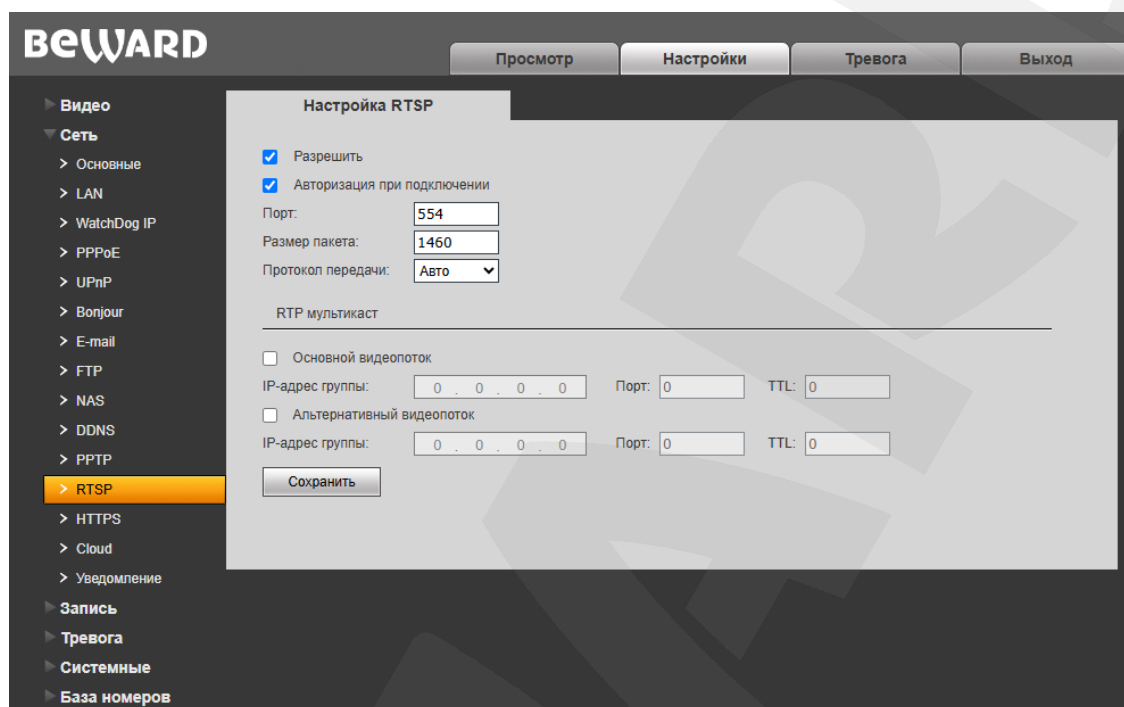 BEWARD
Просмотр Настройки Тревога Выход
Видео
Сеть
> Основные
> LAN
> WatchDog IP
> PPPoE
> UPnP
> Bonjour
> E-mail
> FTP
> NAS
> DDNS
> PPTP
> RTSP
> HTTPS
> Cloud
> Уведомление
Запись
Тревога
Системные
База номеров
Настройка RTSP
Разрешить
Авторизация при подключении
Порт: 554
Размер пакета: 1460
Протокол передачи: Авто
RTP мультикаст
Основной видеопоток
IP-адрес группы: 0 . 0 . 0 . 0 Порт: 0 TTL: 0
Альтернативный видеопоток
IP-адрес группы: 0 . 0 . 0 . 0 Порт: 0 TTL: 0
Сохранить